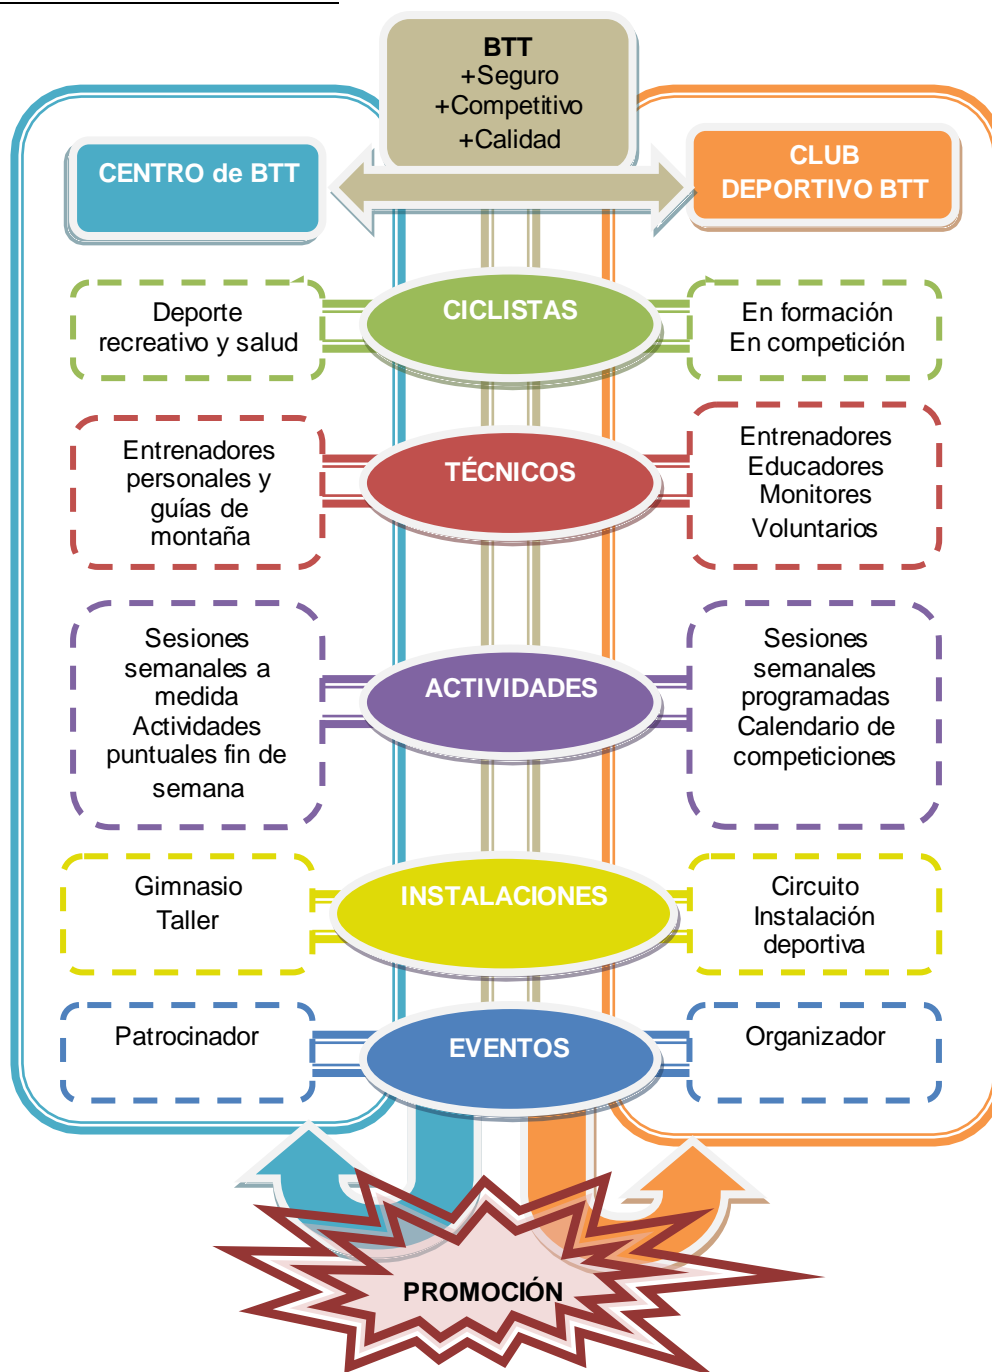 BTT
+Seguro
+Competitivo
+Calidad
CENTRO de BTT
CLUB
DEPORTIVO BTT
Deporte
recreativo y salud
CICLISTAS
En formación
En competición
Entrenadores
personales y
guías de
montaña
TÉCNICOS
Entrenadores
Educadores
Monitores
Voluntarios
Sesiones
semanales a
medida
Actividades
puntuales fin de
semana
ACTIVIDADES
Sesiones
semanales
programadas
Calendario de
competiciones
Gimnasio
Taller
INSTALACIONES
Circuito
Instalación
deportiva
Patrocinador
EVENTOS
Organizador
PROMOCIÓN